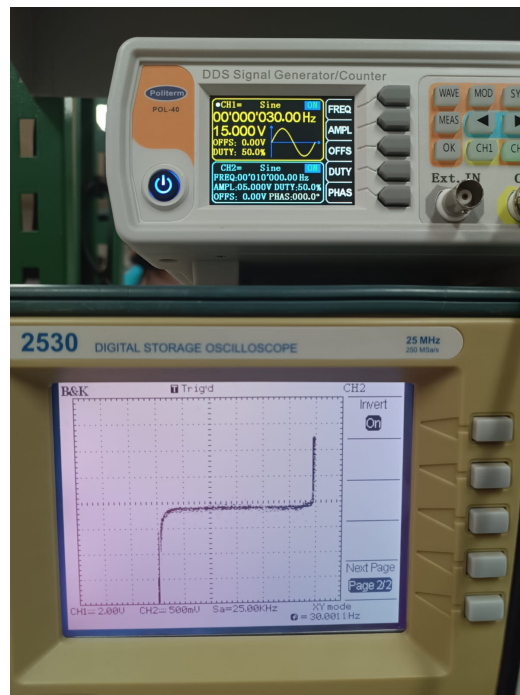 Politerm
POL-40
DDS Signal Generator/Counter
CH1= Sine ON
00'000'030.00 Hz
15.000 V
OFFS: 0.00V
DUTY: 50.0%
CH2= Sine ON
FREQ:00'010'000.00Hz
AMPL:05.000V DUTY:50.0%
OFFS: 0.00V PHAS:000.0°
FREQ
AMPL
OFFS
DUTY
PHAS
WAVE MOD SY
MEAS
OK CH1 CH
Ext. IN
2530 DIGITAL STORAGE OSCILLOSCOPE
25 MHz
200 MSa/s
B&K T Trig'd CH2
Invert
On
Next Page
Page 2/2
CH1= 2.00V CH2= 500mV Sa=25.00KHz XY mode
f = 30.0011Hz